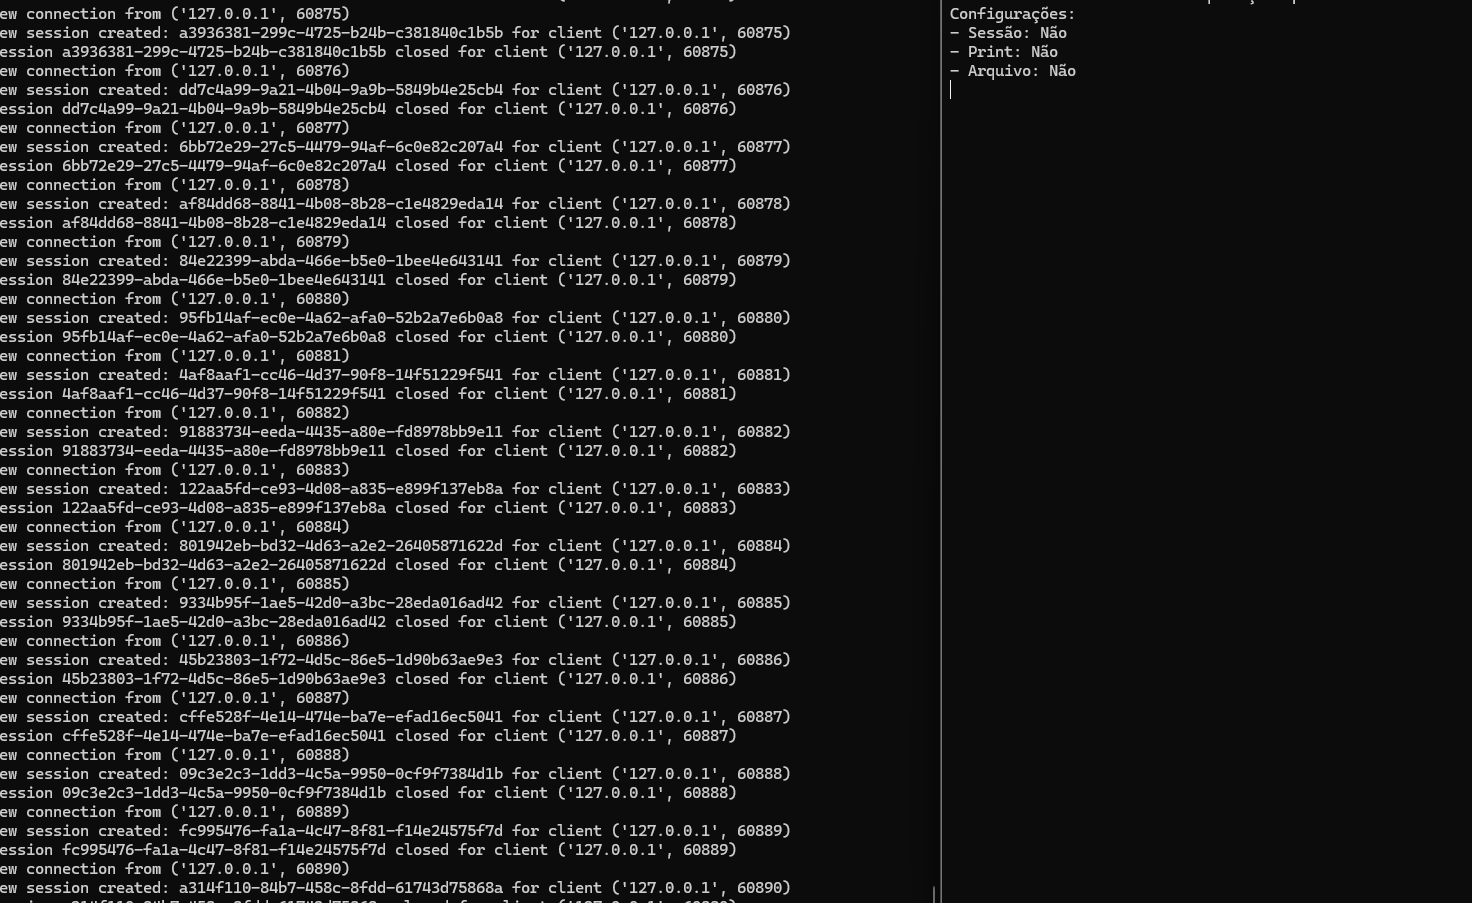 ew connection from ('127.0.0.1', 60875)
ew session created: a3936381-299c-4725-b24b-c381840c1b5b for client ('127.0.0.1', 60875)
ession a3936381-299c-4725-b24b-c381840c1b5b closed for client ('127.0.0.1', 60875)
ew connection from ('127.0.0.1', 60876)
ew session created: dd7c4a99-9a21-4b04-9a9b-5849b4e25cb4 for client ('127.0.0.1', 60876)
ession dd7c4a99-9a21-4b04-9a9b-5849b4e25cb4 closed for client ('127.0.0.1', 60876)
ew connection from ('127.0.0.1', 60877)
ew session created: 6bb72e29-27c5-4479-94af-6c0e82c207a4 for client ('127.0.0.1', 60877)
ession 6bb72e29-27c5-4479-94af-6c0e82c207a4 closed for client ('127.0.0.1', 60877)
ew connection from ('127.0.0.1', 60878)
ew session created: af84dd68-8841-4b08-8b28-c1e4829eda14 for client ('127.0.0.1', 60878)
ession af84dd68-8841-4b08-8b28-c1e4829eda14 closed for client ('127.0.0.1', 60878)
ew connection from ('127.0.0.1', 60879)
ew session created: 84e22399-abda-466e-b5e0-1bee4e643141 for client ('127.0.0.1', 60879)
ession 84e22399-abda-466e-b5e0-1bee4e643141 closed for client ('127.0.0.1', 60879)
ew connection from ('127.0.0.1', 60880)
ew session created: 95fb14af-ec0e-4a62-afa0-52b2a7e6b0a8 for client ('127.0.0.1', 60880)
ession 95fb14af-ec0e-4a62-afa0-52b2a7e6b0a8 closed for client ('127.0.0.1', 60880)
ew connection from ('127.0.0.1', 60881)
ew session created: 4af8aaf1-cc46-4d37-90f8-14f51229f541 for client ('127.0.0.1', 60881)
ession 4af8aaf1-cc46-4d37-90f8-14f51229f541 closed for client ('127.0.0.1', 60881)
ew connection from ('127.0.0.1', 60882)
ew session created: 91883734-eeda-4435-a80e-fd8978bb9e11 for client ('127.0.0.1', 60882)
ession 91883734-eeda-4435-a80e-fd8978bb9e11 closed for client ('127.0.0.1', 60882)
ew connection from ('127.0.0.1', 60883)
ew session created: 122aa5fd-ce93-4d08-a835-e899f137eb8a for client ('127.0.0.1', 60883)
ession 122aa5fd-ce93-4d08-a835-e899f137eb8a closed for client ('127.0.0.1', 60883)
ew connection from ('127.0.0.1', 60884)
ew session created: 801942eb-bd32-4d63-a2e2-26405871622d for client ('127.0.0.1', 60884)
ession 801942eb-bd32-4d63-a2e2-26405871622d closed for client ('127.0.0.1', 60884)
ew connection from ('127.0.0.1', 60885)
ew session created: 9334b95f-1ae5-42d0-a3bc-28eda016ad42 for client ('127.0.0.1', 60885)
ession 9334b95f-1ae5-42d0-a3bc-28eda016ad42 closed for client ('127.0.0.1', 60885)
ew connection from ('127.0.0.1', 60886)
ew session created: 45b23803-1f72-4d5c-86e5-1d90b63ae9e3 for client ('127.0.0.1', 60886)
ession 45b23803-1f72-4d5c-86e5-1d90b63ae9e3 closed for client ('127.0.0.1', 60886)
ew connection from ('127.0.0.1', 60887)
ew session created: cffe528f-4e14-474e-ba7e-efad16ec5041 for client ('127.0.0.1', 60887)
ession cffe528f-4e14-474e-ba7e-efad16ec5041 closed for client ('127.0.0.1', 60887)
ew connection from ('127.0.0.1', 60888)
ew session created: 09c3e2c3-1dd3-4c5a-9950-0cf9f7384d1b for client ('127.0.0.1', 60888)
ession 09c3e2c3-1dd3-4c5a-9950-0cf9f7384d1b closed for client ('127.0.0.1', 60888)
ew connection from ('127.0.0.1', 60889)
ew session created: fc995476-fa1a-4c47-8f81-f14e24575f7d for client ('127.0.0.1', 60889)
ession fc995476-fa1a-4c47-8f81-f14e24575f7d closed for client ('127.0.0.1', 60889)
ew connection from ('127.0.0.1', 60890)
ew session created: a314f110-84b7-458c-8fdd-61743d75868a for client ('127.0.0.1', 60890)
Configurações:
- Sessão: Não
- Print: Não
- Arquivo: Não